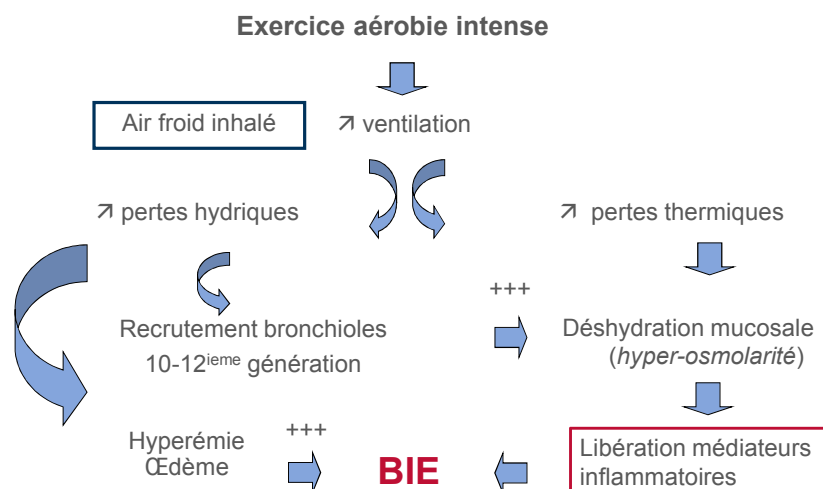 Exercice aérobie intense
Air froid inhalé
↗ ventilation
↗ pertes hydriques
↗ pertes thermiques
+++
Recrutement bronchioles
10-12ieme génération
Déshydration mucosale
(hyper-osmolarité)
Hyperémie
Œdème
+++
BIE
Libération médiateurs
inflammatoires